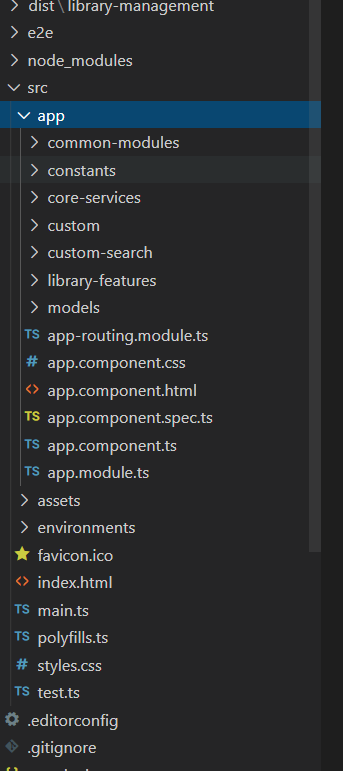 dist\library-management
e2e
node_modules
src
app
common-modules
constants
core-services
custom
custom-search
library-features
models
TS app-routing.module.ts
# app.component.css
<> app.component.html
TS app.component.spec.ts
TS app.component.ts
TS app.module.ts
assets
environments
favicon.ico
<> index.html
TS main.ts
TS polyfills.ts
# styles.css
TS test.ts
.editorconfig
.gitignore